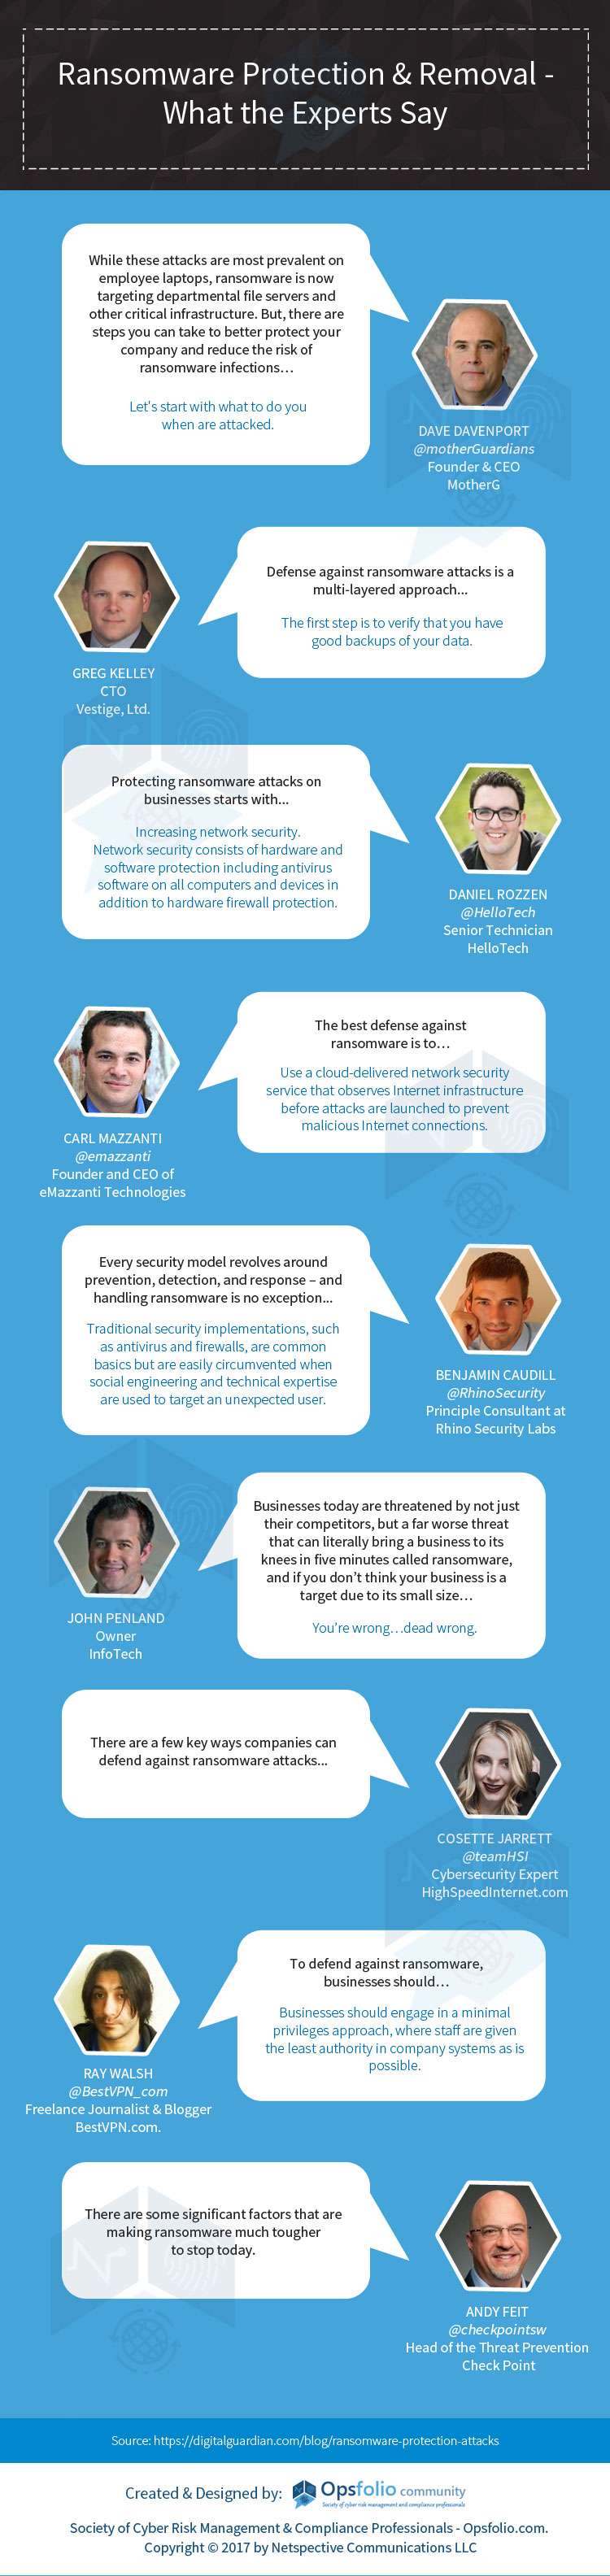 Ransomware Protection & Removal -
What the Experts Say
While these attacks are most prevalent on
employee laptops, ransomware is now
targeting departmental file servers and
other critical infrastructure. But, there are
steps you can take to better protect your
company and reduce the risk of
ransomware infections...
Let's start with what to do you
when are attacked.
DAVE DAVENPORT
@motherGuardians
Founder & CEO
MotherG
Defense against ransomware attacks is a
multi-layered approach...
The first step is to verify that you have
good backups of your data.
GREG KELLEY
CTO
Vestige, Ltd.
Protecting ransomware attacks on
businesses starts with...
Increasing network security.
Network security consists of hardware and
software protection including antivirus
software on all computers and devices in
addition to hardware firewall protection.
DANIEL ROZZEN
@HelloTech
Senior Technician
HelloTech
The best defense against
ransomware is to...
Use a cloud-delivered network security
service that observes Internet infrastructure
before attacks are launched to prevent
malicious Internet connections.
CARL MAZZANTI
@emazzanti
Founder and CEO of
eMazzanti Technologies
Every security model revolves around
prevention, detection, and response – and
handling ransomware is no exception...
Traditional security implementations, such
as antivirus and firewalls, are common
basics but are easily circumvented when
social engineering and technical expertise
are used to target an unexpected user.
BENJAMIN CAUDILL
@RhinoSecurity
Principle Consultant at
Rhino Security Labs
Businesses today are threatened by not just
their competitors, but a far worse threat
that can literally bring a business to its
knees in five minutes called ransomware,
and if you don't think your business is a
target due to its small size...
You're wrong...dead wrong.
JOHN PENLAND
Owner
InfoTech
There are a few key ways companies can
defend against ransomware attacks...
COSETTE JARRETT
@teamHSI
Cybersecurity Expert
HighSpeedInternet.com
To defend against ransomware,
businesses should...
Businesses should engage in a minimal
privileges approach, where staff are given
the least authority in company systems as is
possible.
RAY WALSH
@BestVPN_com
Freelance Journalist & Blogger
BestVPN.com.
There are some significant factors that are
making ransomware much tougher
to stop today.
ANDY FEIT
@checkpointsw
Head of the Threat Prevention
Check Point
Source: https://digitalguardian.com/blog/ransomware-protection-attacks
Created & Designed by: Opsfolio community
Society of cyber risk management and compliance professionals
Society of Cyber Risk Management & Compliance Professionals - Opsfolio.com.
Copyright © 2017 by Netspective Communications LLC